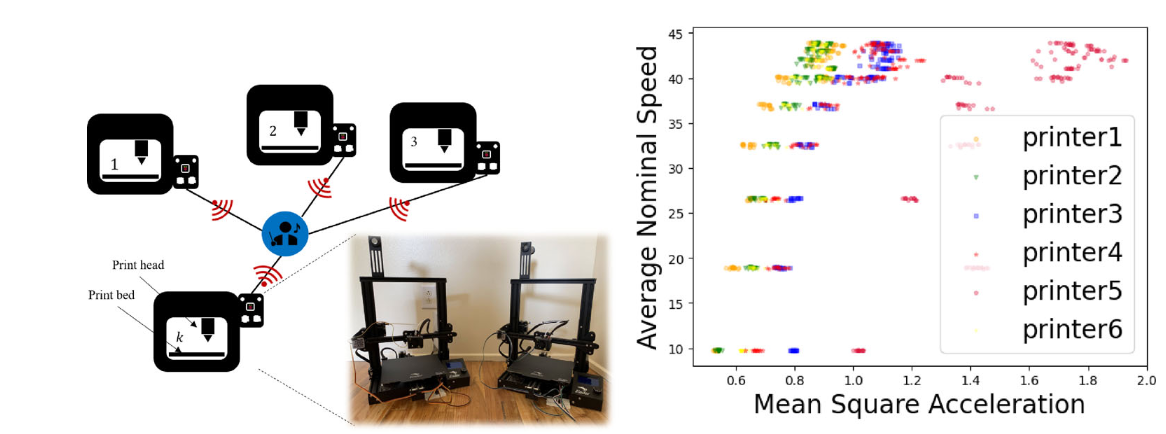 1
2
3
Print head
Print bed
k
Average Nominal Speed
45
40
35
30
25
20
15
10
printer1
printer2
printer3
printer4
printer5
printer6
0.6 0.8 1.0 1.2 1.4 1.6 1.8 2.0
Mean Square Acceleration